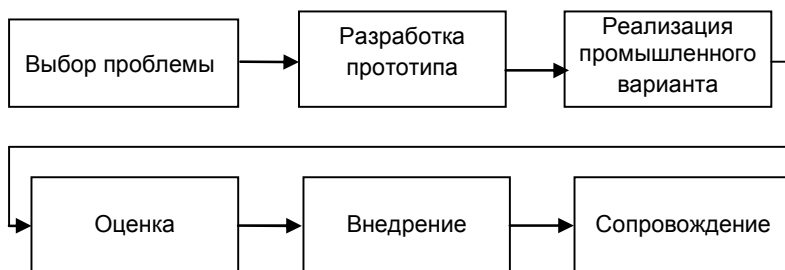 Выбор проблемы
Разработка
прототипа
Реализация
промышленного
варианта
Оценка
Внедрение
Сопровождение